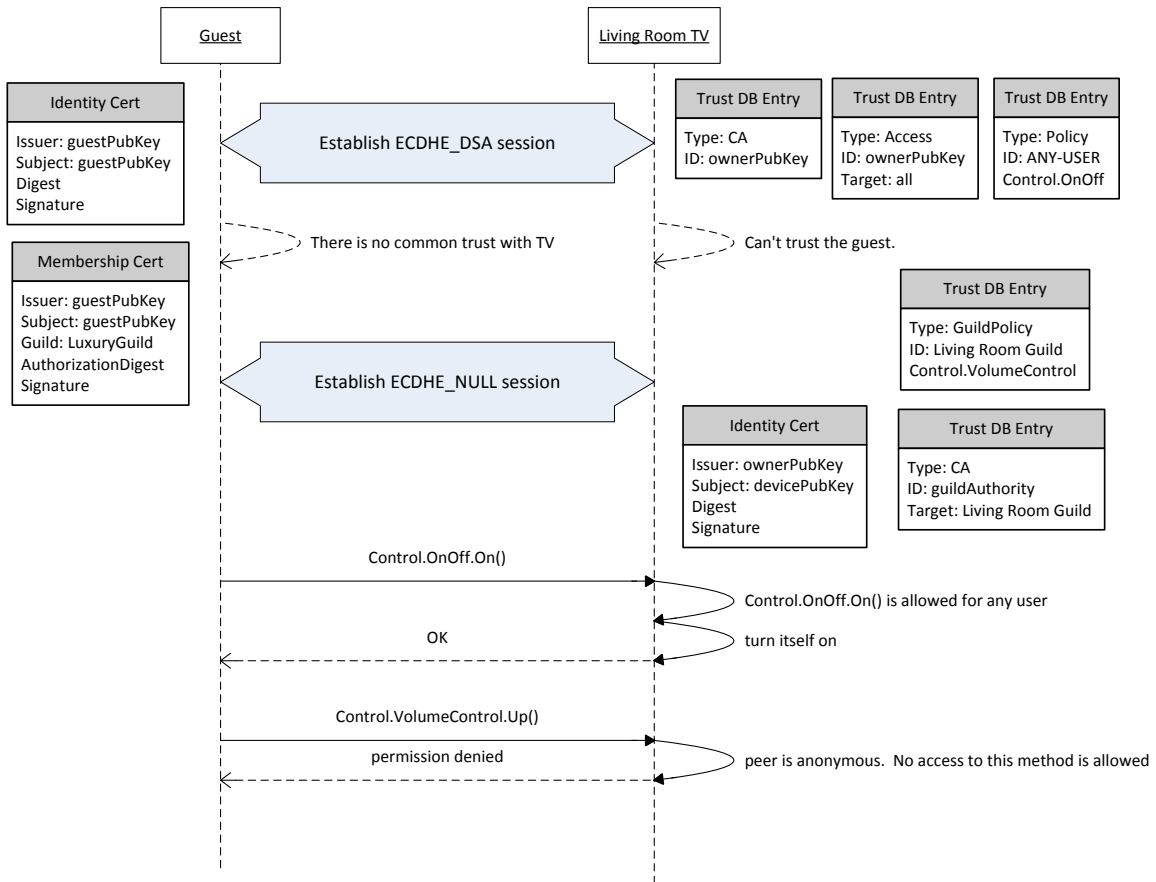 Guest
Living Room TV
Identity Cert
Issuer: guestPubKey
Subject: guestPubKey
Digest
Signature
Establish ECDHE_DSA session
Trust DB Entry
Type: CA
ID: ownerPubKey
Trust DB Entry
Type: Access
ID: ownerPubKey
Target: all
Trust DB Entry
Type: Policy
ID: ANY-USER
Control.OnOff
There is no common trust with TV
Can't trust the guest.
Membership Cert
Issuer: guestPubKey
Subject: guestPubKey
Guild: LuxuryGuild
AuthorizationDigest
Signature
Trust DB Entry
Type: GuildPolicy
ID: Living Room Guild
Control.VolumeControl
Establish ECDHE_NULL session
Identity Cert
Issuer: ownerPubKey
Subject: devicePubKey
Digest
Signature
Trust DB Entry
Type: CA
ID: guildAuthority
Target: Living Room Guild
Control.OnOff.On()
Control.OnOff.On() is allowed for any user
OK
turn itself on
Control.VolumeControl.Up()
permission denied
peer is anonymous.  No access to this method is allowed